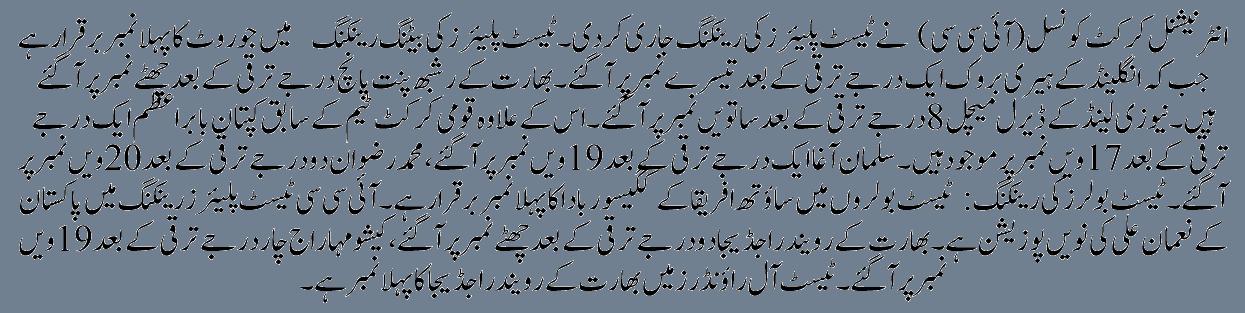 انٹرنیشنل کرکٹ کونسل (آئی سی سی) نے ٹیسٹ پلیئرز کی رینکنگ جاری کر دی۔ ٹیسٹ پلیئرز کی بیٹنگ رینکنگ میں جو روٹ کا پہلا نمبر برقرار ہے
جب کہ انگلینڈ کے ہیری بروک ایک درجے ترقی کے بعد تیسرے نمبر پر آگئے۔ بھارت کے رشبھ پنت پانچ درجے ترقی کے بعد چھٹے نمبر پر آگئے
ہیں۔ نیوزی لینڈ کے ڈیرل میچل 8 درجے ترقی کے بعد ساتویں نمبر پر آگئے۔ اس کے علاوہ قومی کرکٹ ٹیم کے سابق کپتان بابر اعظم ایک درجے
ترقی کے بعد 17 ویں نمبر پر موجود ہیں۔ سلمان آغا ایک درجے ترقی کے بعد 19 ویں نمبر پر آگئے، محمد رضوان دو درجے ترقی کے بعد 20 ویں نمبر پر
آگئے۔ ٹیسٹ بولرز کی رینکنگ: ٹیسٹ بولروں میں ساؤتھ افریقا کے کگیسو ربادا کا پہلا نمبر برقرار ہے۔ آئی سی سی ٹیسٹ پلیئرز رینکنگ میں پاکستان
کے نعمان علی کی نویں پوزیشن ہے۔ بھارت کے رویندرا جڈیجا دو درجے ترقی کے بعد چھٹے نمبر پر آگئے، کیشو مہاراج چار درجے ترقی کے بعد 19 ویں
نمبر پر آگئے۔ ٹیسٹ آل راؤنڈرز میں بھارت کے رویندرا جڈیجا کا پہلا نمبر ہے۔